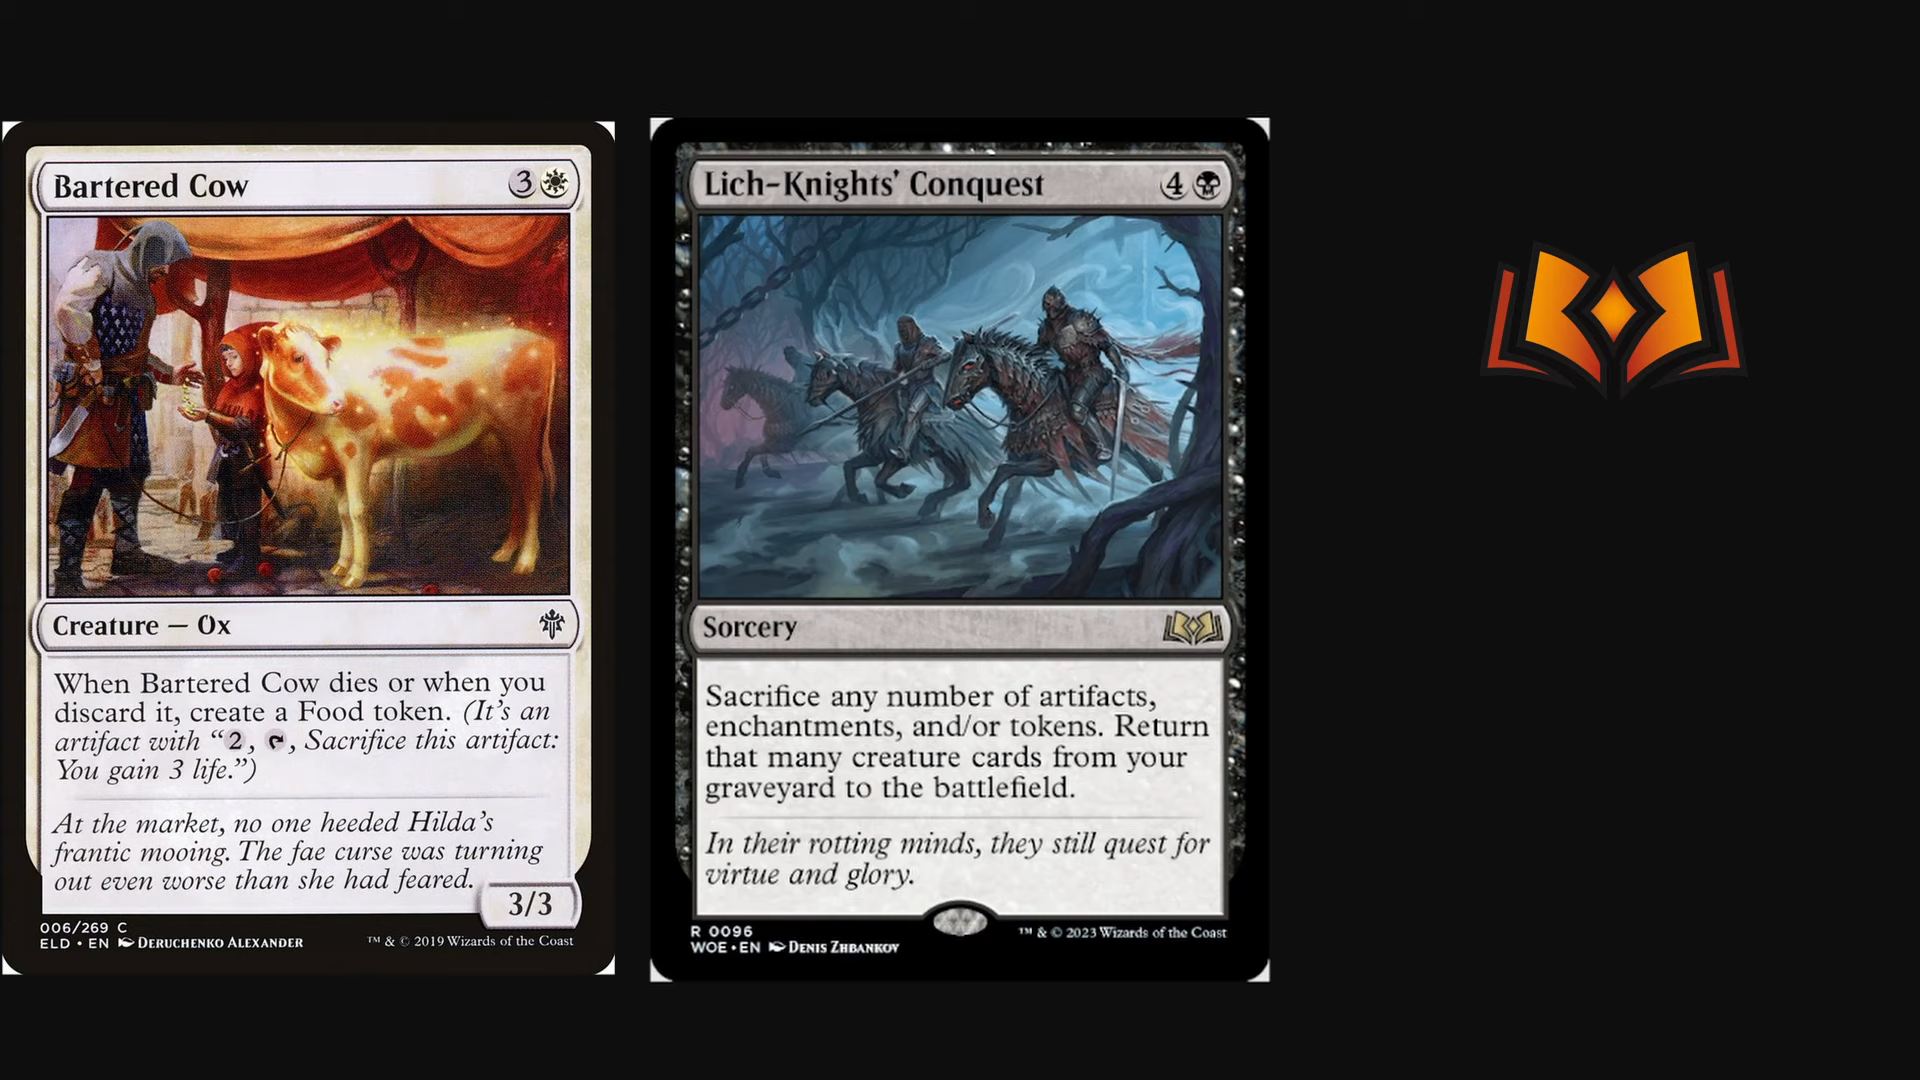 Bartered Cow
3
Creature — Ox
When Bartered Cow dies or when you
discard it, create a Food token. (It's an
artifact with “2, , Sacrifice this artifact:
You gain 3 life.”)
At the market, no one heeded Hilda's
frantic mooing. The fae curse was turning
out even worse than she had feared.
3/3
006/269 C
ELD • EN Deruchenko Alexander
™ & © 2019 Wizards of the Coast
Lich-Knights' Conquest
4
Sorcery
Sacrifice any number of artifacts,
enchantments, and/or tokens. Return
that many creature cards from your
graveyard to the battlefield.
In their rotting minds, they still quest for
virtue and glory.
R 0096
WOE • EN Denis Zhbankov
™ & © 2023 Wizards of the Coast